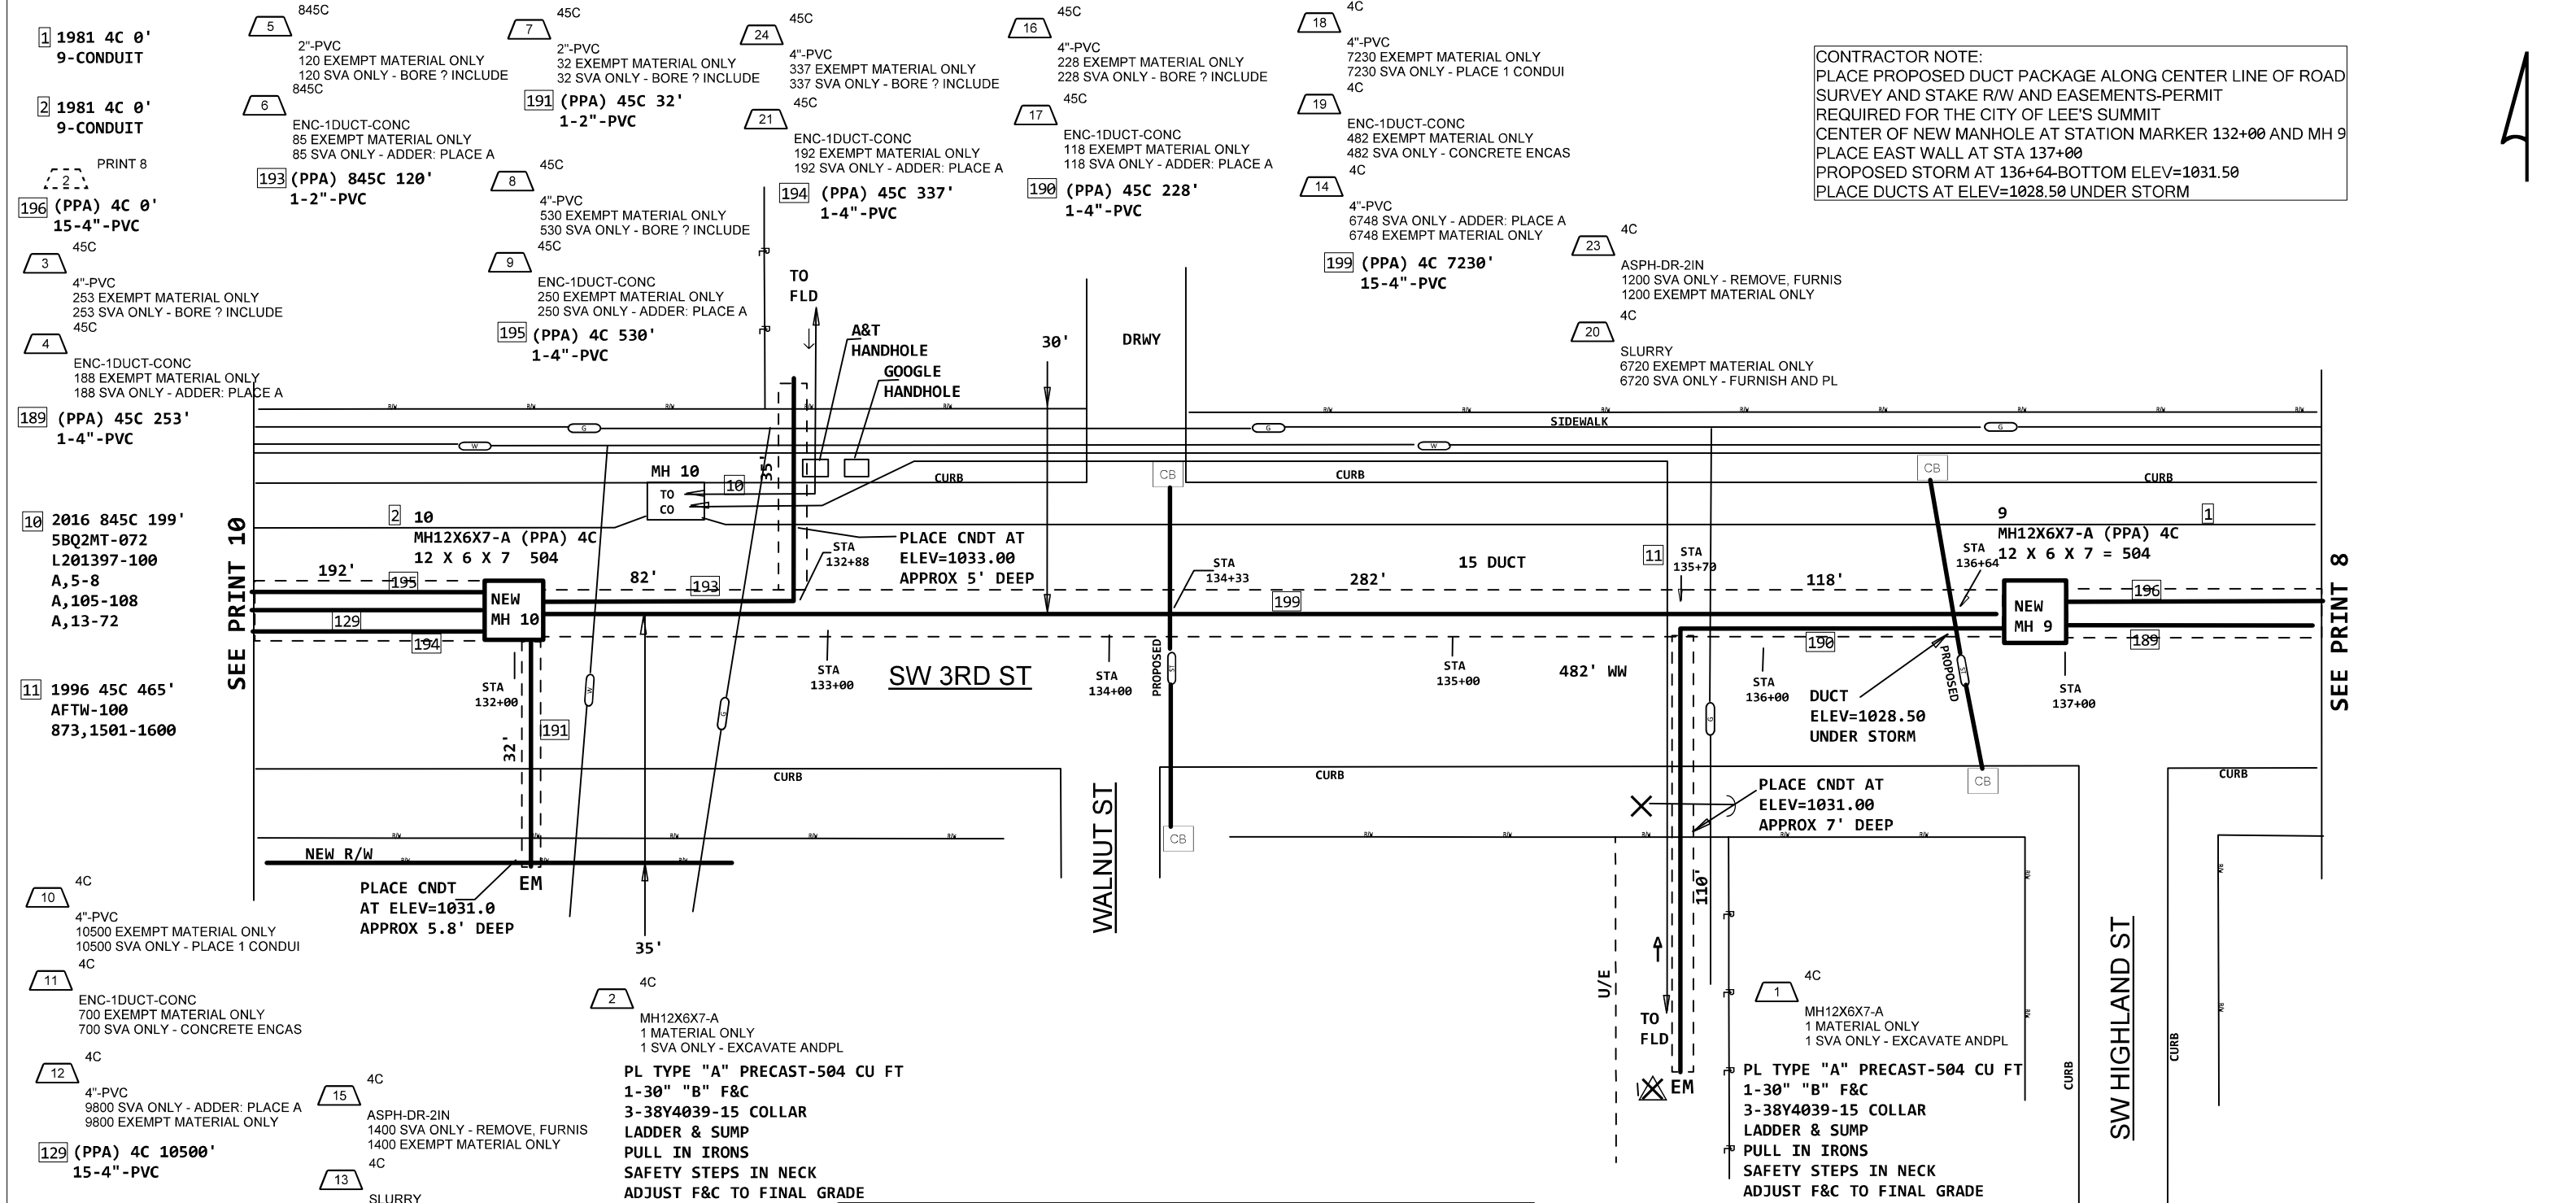 1 1981 4C 0'
9-CONDUIT
2 1981 4C 0'
9-CONDUIT
PRINT 8
2
196 (PPA) 4C 0'
15-4"-PVC
45C
3
4"-PVC
253 EXEMPT MATERIAL ONLY
253 SVA ONLY - BORE ? INCLUDE
45C
4
ENC-1DUCT-CONC
188 EXEMPT MATERIAL ONLY
188 SVA ONLY - ADDER: PLACE A
189 (PPA) 45C 253'
1-4"-PVC
845C
5
2"-PVC
120 EXEMPT MATERIAL ONLY
120 SVA ONLY - BORE ? INCLUDE
845C
6
ENC-1DUCT-CONC
85 EXEMPT MATERIAL ONLY
85 SVA ONLY - ADDER: PLACE A
193 (PPA) 845C 120'
1-2"-PVC
45C
7
2"-PVC
32 EXEMPT MATERIAL ONLY
32 SVA ONLY - BORE ? INCLUDE
191 (PPA) 45C 32'
1-2"-PVC
45C
8
4"-PVC
530 EXEMPT MATERIAL ONLY
530 SVA ONLY - BORE ? INCLUDE
45C
9
ENC-1DUCT-CONC
250 EXEMPT MATERIAL ONLY
250 SVA ONLY - ADDER: PLACE A
195 (PPA) 4C 530'
1-4"-PVC
45C
24
4"-PVC
337 EXEMPT MATERIAL ONLY
337 SVA ONLY - BORE ? INCLUDE
45C
21
ENC-1DUCT-CONC
192 EXEMPT MATERIAL ONLY
192 SVA ONLY - ADDER: PLACE A
194 (PPA) 45C 337'
1-4"-PVC
45C
16
4"-PVC
228 EXEMPT MATERIAL ONLY
228 SVA ONLY - BORE ? INCLUDE
45C
17
ENC-1DUCT-CONC
118 EXEMPT MATERIAL ONLY
118 SVA ONLY - ADDER: PLACE A
190 (PPA) 45C 228'
1-4"-PVC
4C
18
4"-PVC
7230 EXEMPT MATERIAL ONLY
7230 SVA ONLY - PLACE 1 CONDUI
4C
19
ENC-1DUCT-CONC
482 EXEMPT MATERIAL ONLY
482 SVA ONLY - CONCRETE ENCAS
4C
14
4"-PVC
6748 SVA ONLY - ADDER: PLACE A
6748 EXEMPT MATERIAL ONLY
199 (PPA) 4C 7230'
15-4"-PVC
4C
23
ASPH-DR-2IN
1200 SVA ONLY - REMOVE, FURNIS
1200 EXEMPT MATERIAL ONLY
4C
20
SLURRY
6720 EXEMPT MATERIAL ONLY
6720 SVA ONLY - FURNISH AND PL
CONTRACTOR NOTE:
PLACE PROPOSED DUCT PACKAGE ALONG CENTER LINE OF ROAD
SURVEY AND STAKE R/W AND EASEMENTS-PERMIT
REQUIRED FOR THE CITY OF LEE'S SUMMIT
CENTER OF NEW MANHOLE AT STATION MARKER 132+00 AND MH 9
PLACE EAST WALL AT STA 137+00
PROPOSED STORM AT 136+64-BOTTOM ELEV=1031.50
PLACE DUCTS AT ELEV=1028.50 UNDER STORM
TO
FLD
A&T
HANDHOLE
GOOGLE
HANDHOLE
30'
DRWY
R/W R/W R/W R/W R/W
R/W R/W R/W R/W R/W R/W R/W R/W
SIDEWALK
G G G
W W
35'
MH 10
10
TO
CO
CURB
CB
CURB
CB
CURB
10 2016 845C 199'
5BQ2MT-072
L201397-100
A,5-8
A,105-108
A,13-72
SEE PRINT 10
2 10
MH12X6X7-A (PPA) 4C
12 X 6 X 7 504
PLACE CNDT AT
ELEV=1033.00
APPROX 5' DEEP
STA
132+88
STA
134+33
282'
15 DUCT
11
STA
135+70
118'
STA
136+64
9
MH12X6X7-A (PPA) 4C
12 X 6 X 7 = 504
1
192'
195
129
194
NEW
MH 10
82'
193
199
190
NEW
MH 9
196
189
SEE PRINT 8
11 1996 45C 465'
AFTW-100
873,1501-1600
STA
132+00
STA
133+00
SW 3RD ST
STA
134+00
PROPOSED
ST
STA
135+00
482' WW
STA
136+00
DUCT
ELEV=1028.50
UNDER STORM
PROPOSED
ST
STA
137+00
191
32'
W
G
G
CURB
CURB
CB
CURB
WALNUT ST
CB
PLACE CNDT AT
ELEV=1031.00
APPROX 7' DEEP
R/W R/W R/W R/W R/W
R/W R/W R/W R/W R/W
NEW R/W
R/W R/W R/W
EM
PLACE CNDT
AT ELEV=1031.0
APPROX 5.8' DEEP
35'
110'
U/E
TO
FLD
EM
R/W R/W
R/W R/W
CURB
SW HIGHLAND ST
CURB
4C
10
4"-PVC
10500 EXEMPT MATERIAL ONLY
10500 SVA ONLY - PLACE 1 CONDUI
4C
11
ENC-1DUCT-CONC
700 EXEMPT MATERIAL ONLY
700 SVA ONLY - CONCRETE ENCAS
4C
12
4"-PVC
9800 SVA ONLY - ADDER: PLACE A
9800 EXEMPT MATERIAL ONLY
129 (PPA) 4C 10500'
15-4"-PVC
4C
15
ASPH-DR-2IN
1400 SVA ONLY - REMOVE, FURNIS
1400 EXEMPT MATERIAL ONLY
4C
13
SLURRY
4C
2
MH12X6X7-A
1 MATERIAL ONLY
1 SVA ONLY - EXCAVATE ANDPL
PL TYPE "A" PRECAST-504 CU FT
1-30" "B" F&C
3-38Y4039-15 COLLAR
LADDER & SUMP
PULL IN IRONS
SAFETY STEPS IN NECK
ADJUST F&C TO FINAL GRADE
4C
1
MH12X6X7-A
1 MATERIAL ONLY
1 SVA ONLY - EXCAVATE ANDPL
PL TYPE "A" PRECAST-504 CU FT
1-30" "B" F&C
3-38Y4039-15 COLLAR
LADDER & SUMP
PULL IN IRONS
SAFETY STEPS IN NECK
ADJUST F&C TO FINAL GRADE